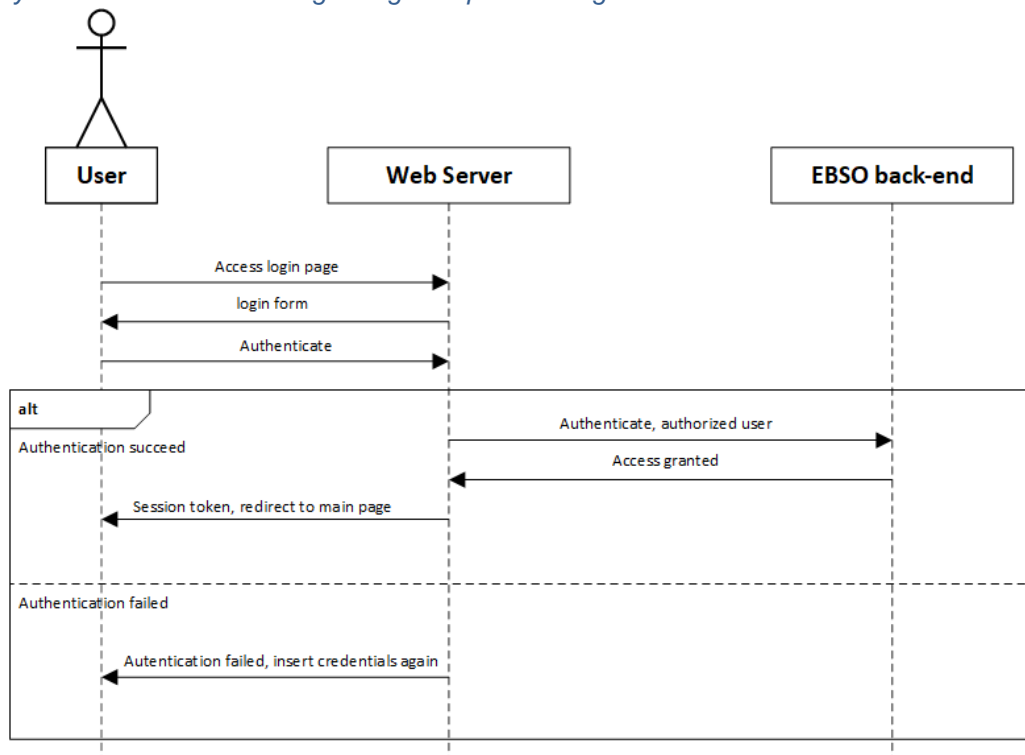 User
Web Server
EBSO back-end
Access login page
login form
Authenticate
alt
Authentication succeed
Authenticate, authorized user
Access granted
Session token, redirect to main page
Authentication failed
Autentication failed, insert credentials again